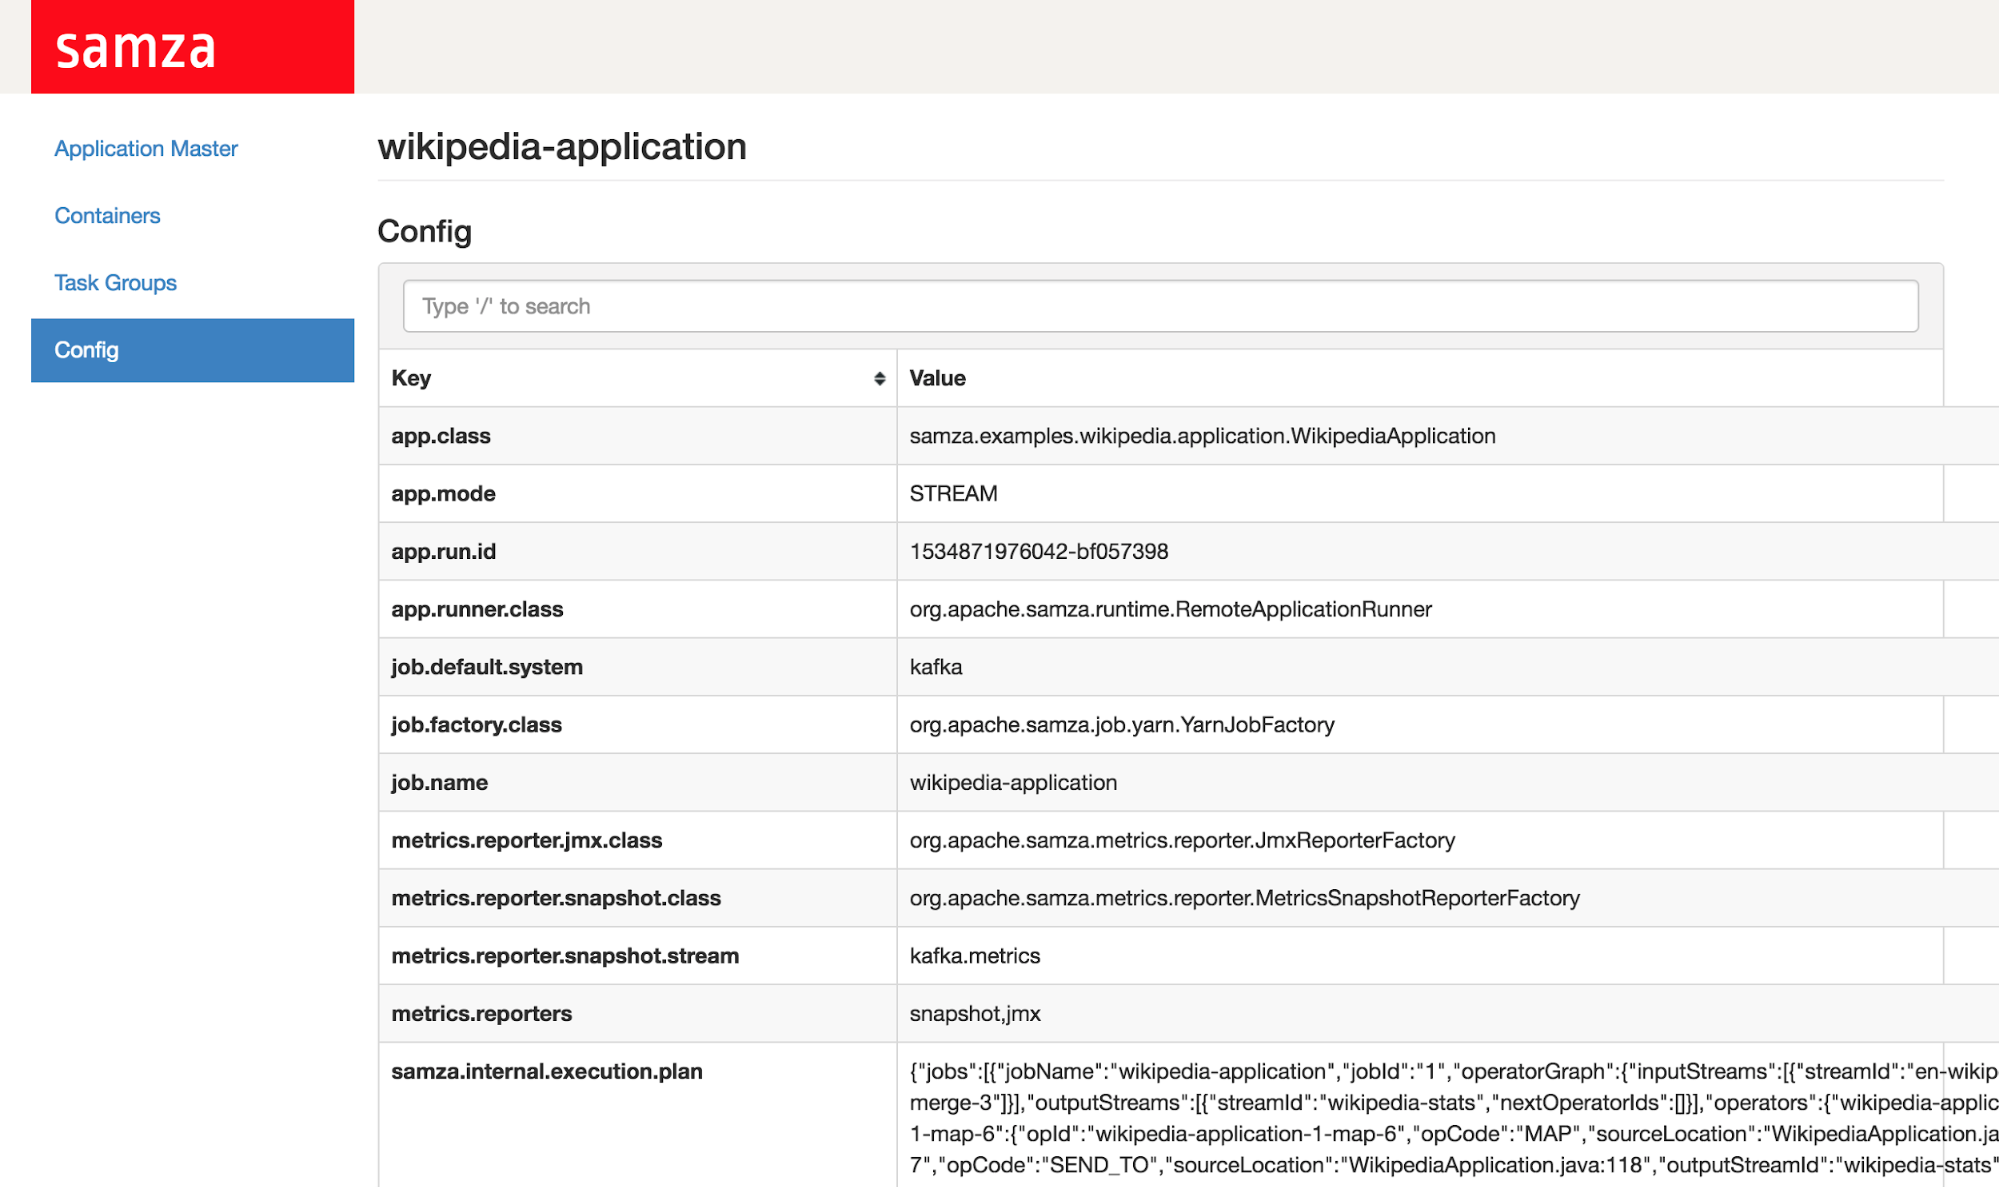 samza
Application Master
Containers
Task Groups
Config
wikipedia-application
Config
Type '/' to search
Key Value
app.class samza.examples.wikipedia.application.WikipediaApplication
app.mode STREAM
app.run.id 1534871976042-bf057398
app.runner.class org.apache.samza.runtime.RemoteApplicationRunner
job.default.system kafka
job.factory.class org.apache.samza.job.yarn.YarnJobFactory
job.name wikipedia-application
metrics.reporter.jmx.class org.apache.samza.metrics.reporter.JmxReporterFactory
metrics.reporter.snapshot.class org.apache.samza.metrics.reporter.MetricsSnapshotReporterFactory
metrics.reporter.snapshot.stream kafka.metrics
metrics.reporters snapshot,jmx
samza.internal.execution.plan {"jobs":[{"jobName":"wikipedia-application","jobId":"1","operatorGraph":{"inputStreams":[{"streamId":"en-wikip
merge-3"]}],"outputStreams":[{"streamId":"wikipedia-stats","nextOperatorIds":[]}],"operators":{"wikipedia-applic
1-map-6":{"opId":"wikipedia-application-1-map-6","opCode":"MAP","sourceLocation":"WikipediaApplication.ja
7","opCode":"SEND_TO","sourceLocation":"WikipediaApplication.java:118","outputStreamId":"wikipedia-stats"